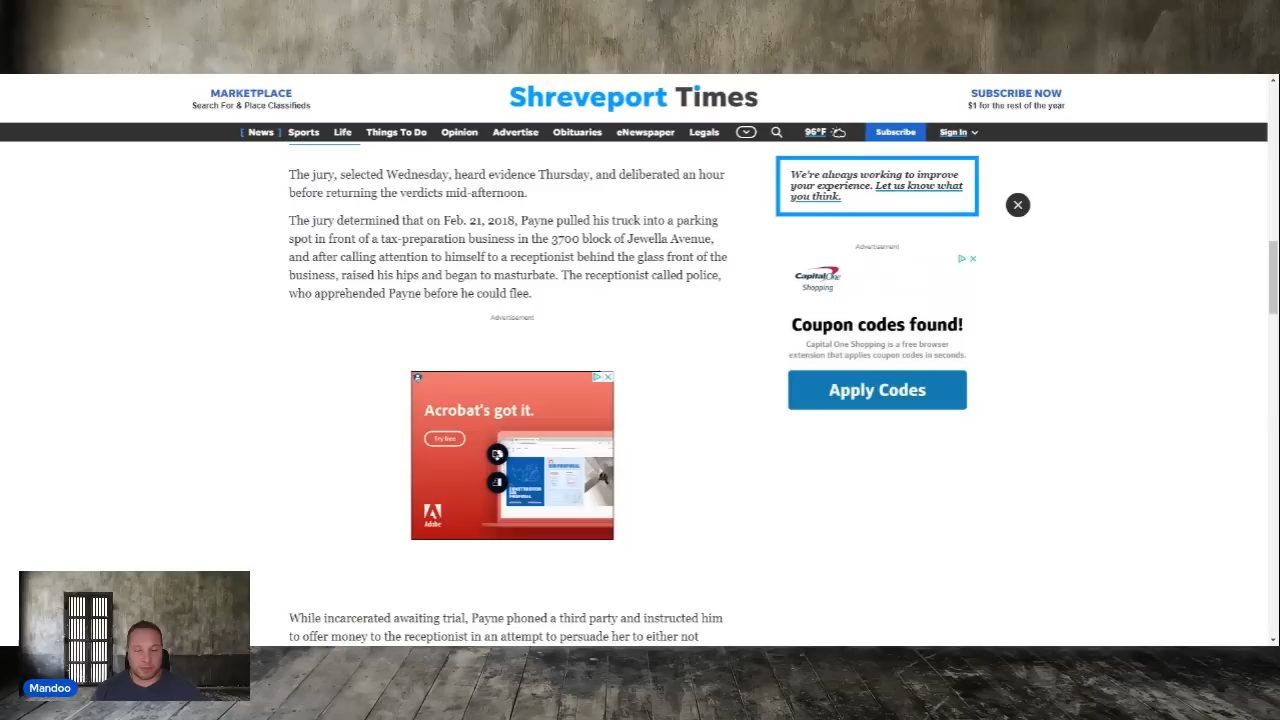 MARKETPLACE
Search For & Place Classifieds
Shreveport Times
SUBSCRIBE NOW
$1 for the rest of the year
[ News ] Sports Life Things To Do Opinion Advertise Obituaries eNewspaper Legals 96°F Subscribe Sign In
The jury, selected Wednesday, heard evidence Thursday, and deliberated an hour
before returning the verdicts mid-afternoon.
The jury determined that on Feb. 21, 2018, Payne pulled his truck into a parking
spot in front of a tax-preparation business in the 3700 block of Jewella Avenue,
and after calling attention to himself to a receptionist behind the glass front of the
business, raised his hips and began to masturbate. The receptionist called police,
who apprehended Payne before he could flee.
Advertisement
Acrobat's got it.
Try free
Adobe
While incarcerated awaiting trial, Payne phoned a third party and instructed him
to offer money to the receptionist in an attempt to persuade her to either not
We're always working to improve
your experience. Let us know what
you think.
Advertisement
Capital One
Shopping
Coupon codes found!
Capital One Shopping is a free browser
extension that applies coupon codes in seconds.
Apply Codes
Mandoo